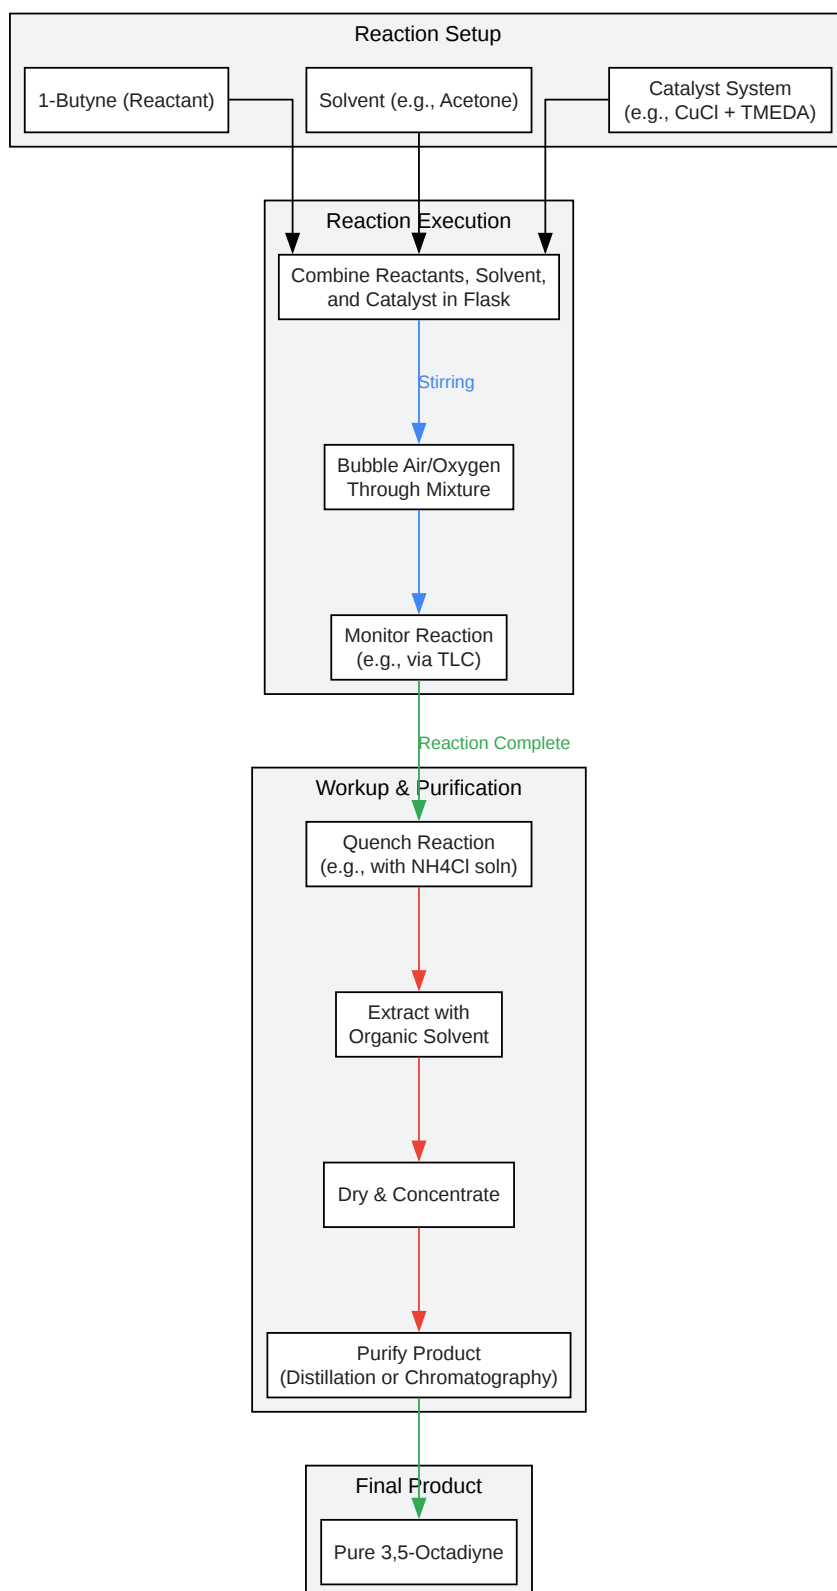 Reaction Setup
1-Butyne (Reactant)
Solvent (e.g., Acetone)
Catalyst System
(e.g., CuCl + TMEDA)
Reaction Execution
Combine Reactants, Solvent,
and Catalyst in Flask
Stirring
Bubble Air/Oxygen
Through Mixture
Monitor Reaction
(e.g., via TLC)
Reaction Complete
Workup & Purification
Quench Reaction
(e.g., with NH4Cl soln)
Extract with
Organic Solvent
Dry & Concentrate
Purify Product
(Distillation or Chromatography)
Final Product
Pure 3,5-Octadiyne